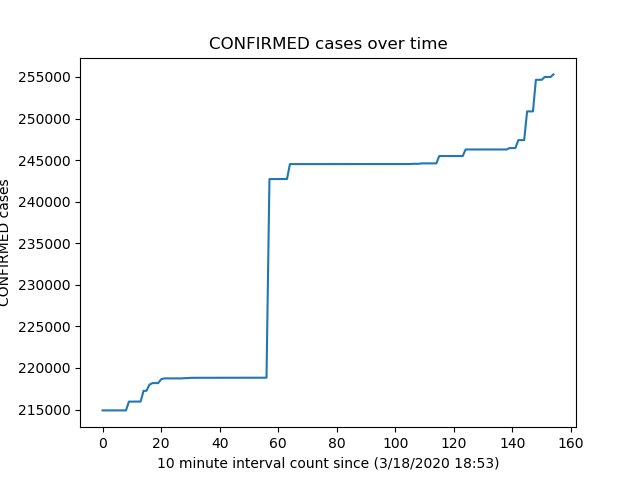 CONFIRMED cases over time
255000
250000
245000
240000
235000
230000
225000
220000
215000
CONFIRMED cases
0 20 40 60 80 100 120 140 160
10 minute interval count since (3/18/2020 18:53)